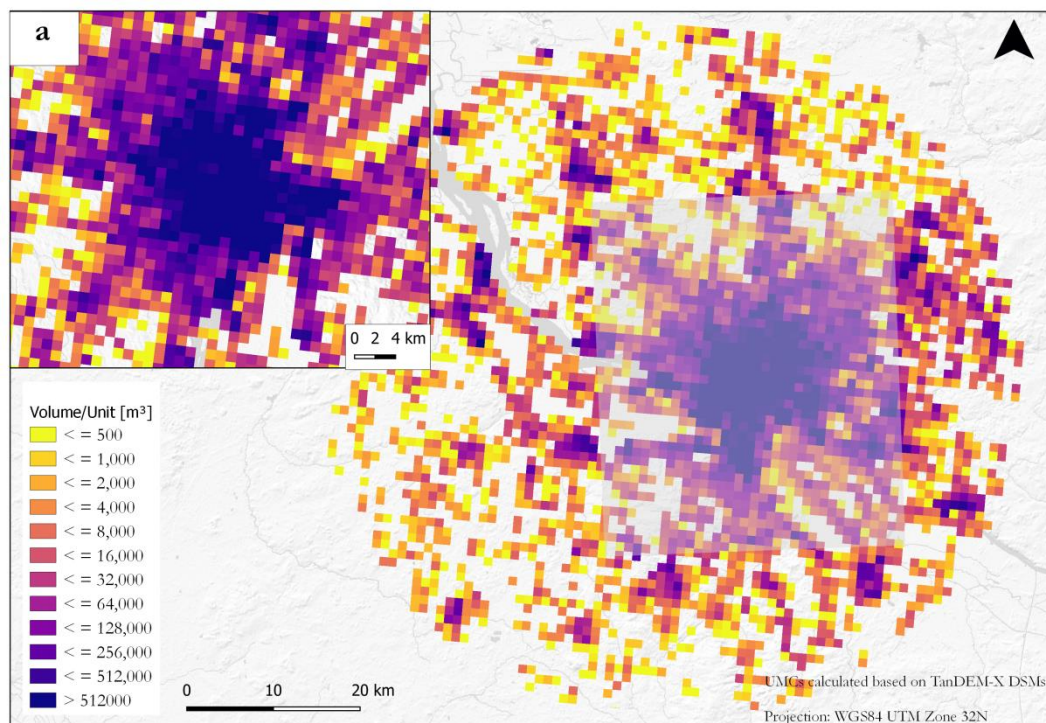 a
0 2 4 km
Volume/Unit [m³]
< = 500
< = 1,000
< = 2,000
< = 4,000
< = 8,000
< = 16,000
< = 32,000
< = 64,000
< = 128,000
< = 256,000
< = 512,000
> 512000
0 10 20 km
UMCs calculated based on TanDEM-X DSMs
Projection: WGS84 UTM Zone 32N